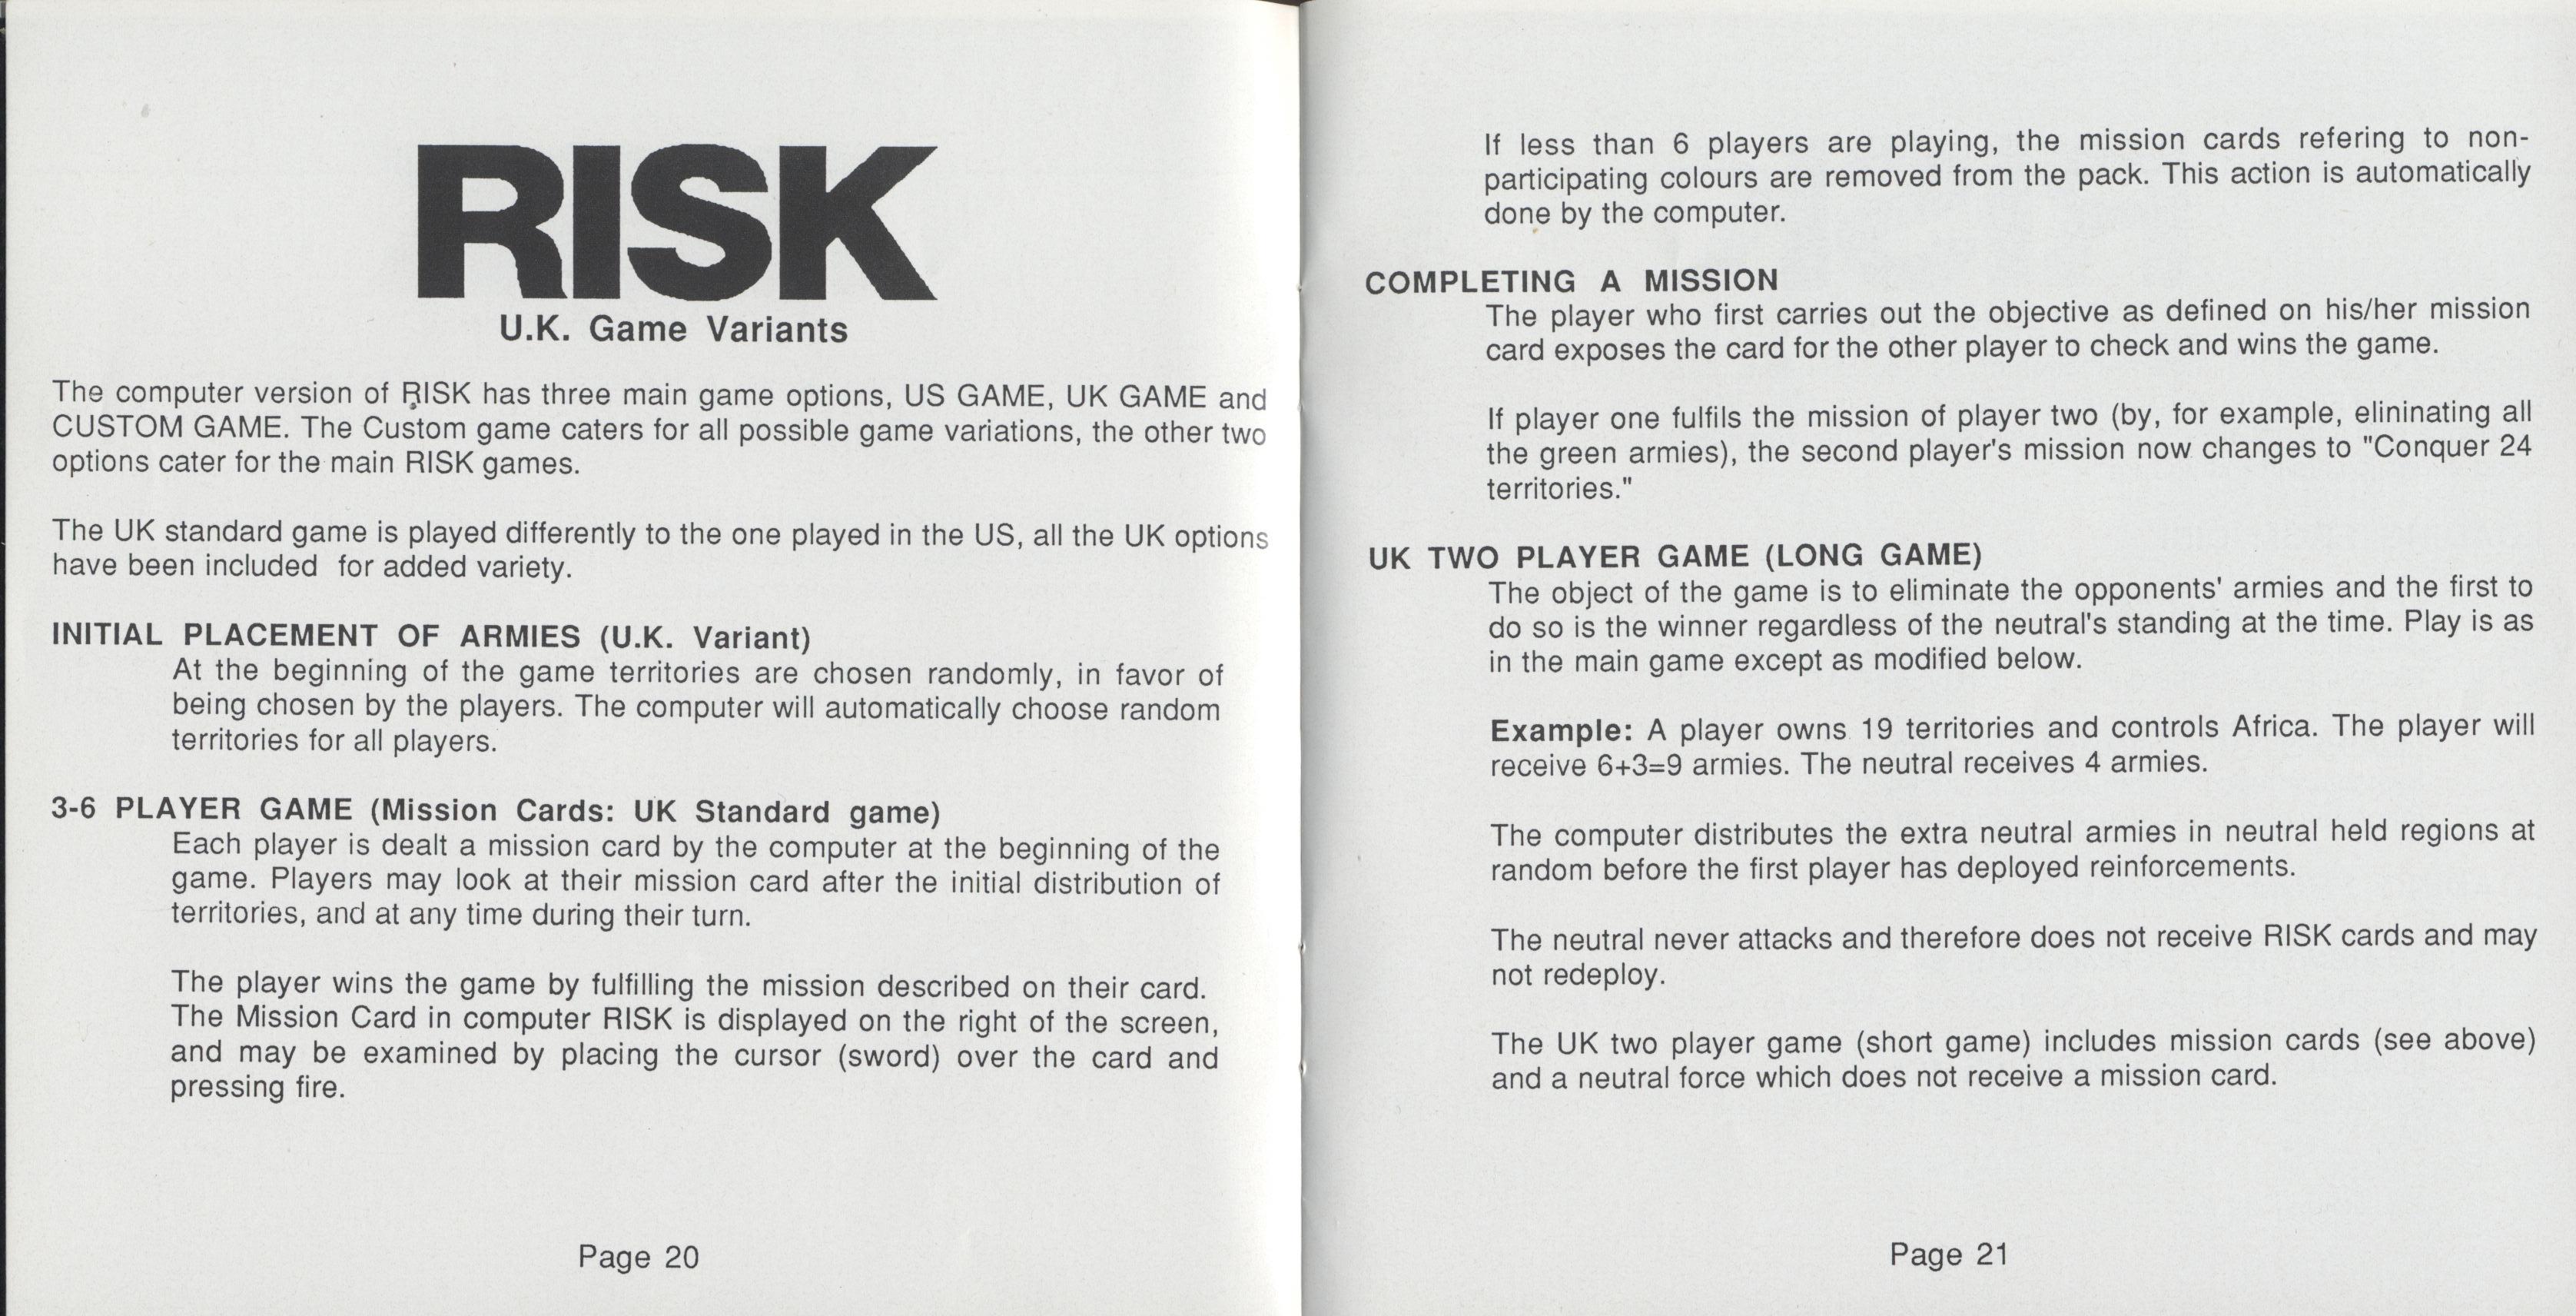 RISK
U.K. Game Variants
The computer version of RISK has three main game options, US GAME, UK GAME and
CUSTOM GAME. The Custom game caters for all possible game variations, the other two
options cater for the main RISK games.
The UK standard game is played differently to the one played in the US, all the UK options
have been included for added variety.
INITIAL PLACEMENT OF ARMIES (U.K. Variant)
At the beginning of the game territories are chosen randomly, in favor of
being chosen by the players. The computer will automatically choose random
territories for all players.
3-6 PLAYER GAME (Mission Cards: UK Standard game)
Each player is dealt a mission card by the computer at the beginning of the
game. Players may look at their mission card after the initial distribution of
territories, and at any time during their turn.
The player wins the game by fulfilling the mission described on their card.
The Mission Card in computer RISK is displayed on the right of the screen,
and may be examined by placing the cursor (sword) over the card and
pressing fire.
Page 20
If less than 6 players are playing, the mission cards refering to non-
participating colours are removed from the pack. This action is automatically
done by the computer.
COMPLETING A MISSION
The player who first carries out the objective as defined on his/her mission
card exposes the card for the other player to check and wins the game.
If player one fulfils the mission of player two (by, for example, elininating all
the green armies), the second player's mission now changes to "Conquer 24
territories."
UK TWO PLAYER GAME (LONG GAME)
The object of the game is to eliminate the opponents' armies and the first to
do so is the winner regardless of the neutral's standing at the time. Play is as
in the main game except as modified below.
Example: A player owns 19 territories and controls Africa. The player will
receive 6+3=9 armies. The neutral receives 4 armies.
The computer distributes the extra neutral armies in neutral held regions at
random before the first player has deployed reinforcements.
The neutral never attacks and therefore does not receive RISK cards and may
not redeploy.
The UK two player game (short game) includes mission cards (see above)
and a neutral force which does not receive a mission card.
Page 21